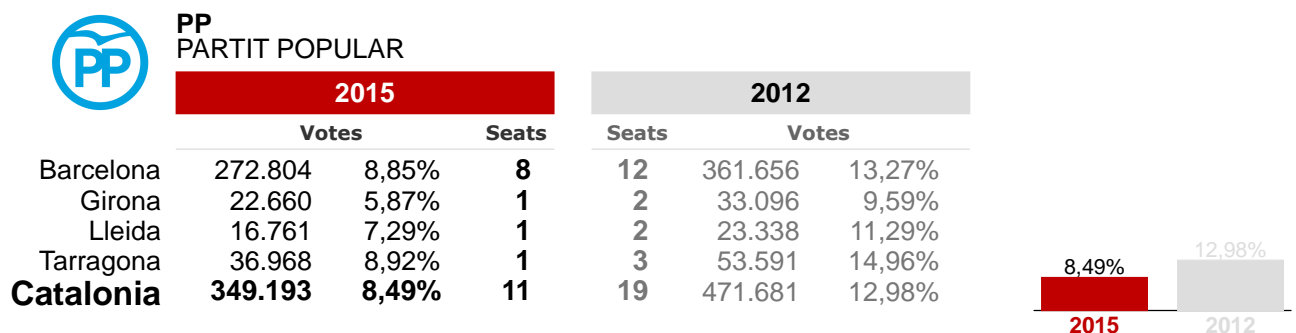 PP
PP
PARTIT POPULAR
2015 2012
Votes Seats Seats Votes
Barcelona 272.804 8,85% 8 12 361.656 13,27%
Girona 22.660 5,87% 1 2 33.096 9,59%
Lleida 16.761 7,29% 1 2 23.338 11,29%
Tarragona 36.968 8,92% 1 3 53.591 14,96%
Catalonia 349.193 8,49% 11 19 471.681 12,98%
8,49% 12,98%
2015 2012